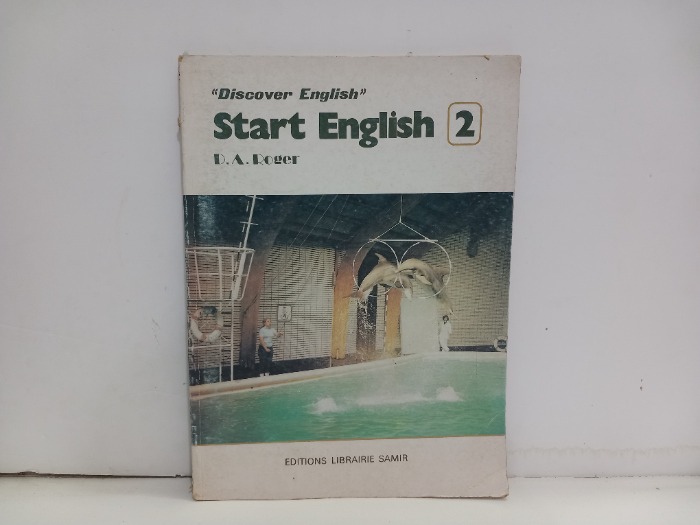 "Discover English"
Start English 2
D. A. Roger
EDITIONS LIBRAIRIE SAMIR